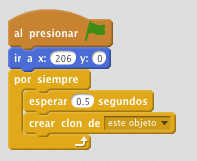 al presionar
ir a x: 206 y: 0
por siempre
esperar 0.5 segundos
crear clon de este objeto